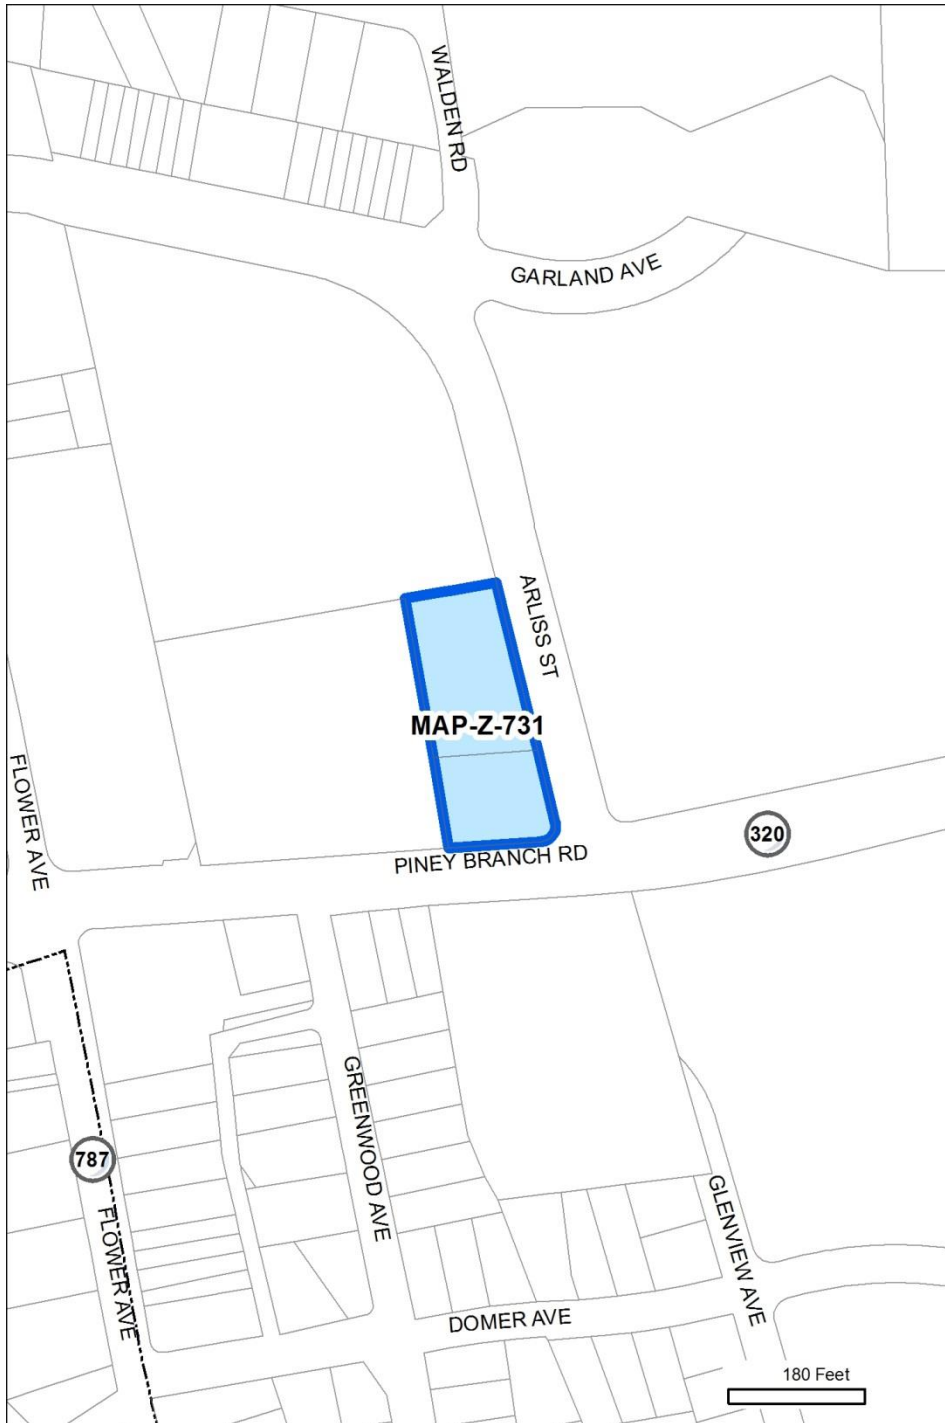 WALDEN RD
GARLAND AVE
ARLISS ST
MAP-Z-731
FLOWER AVE
320
PINEY BRANCH RD
GREENWOOD AVE
787
FLOWER AVE
GLENVIEW AVE
DOMER AVE
180 Feet